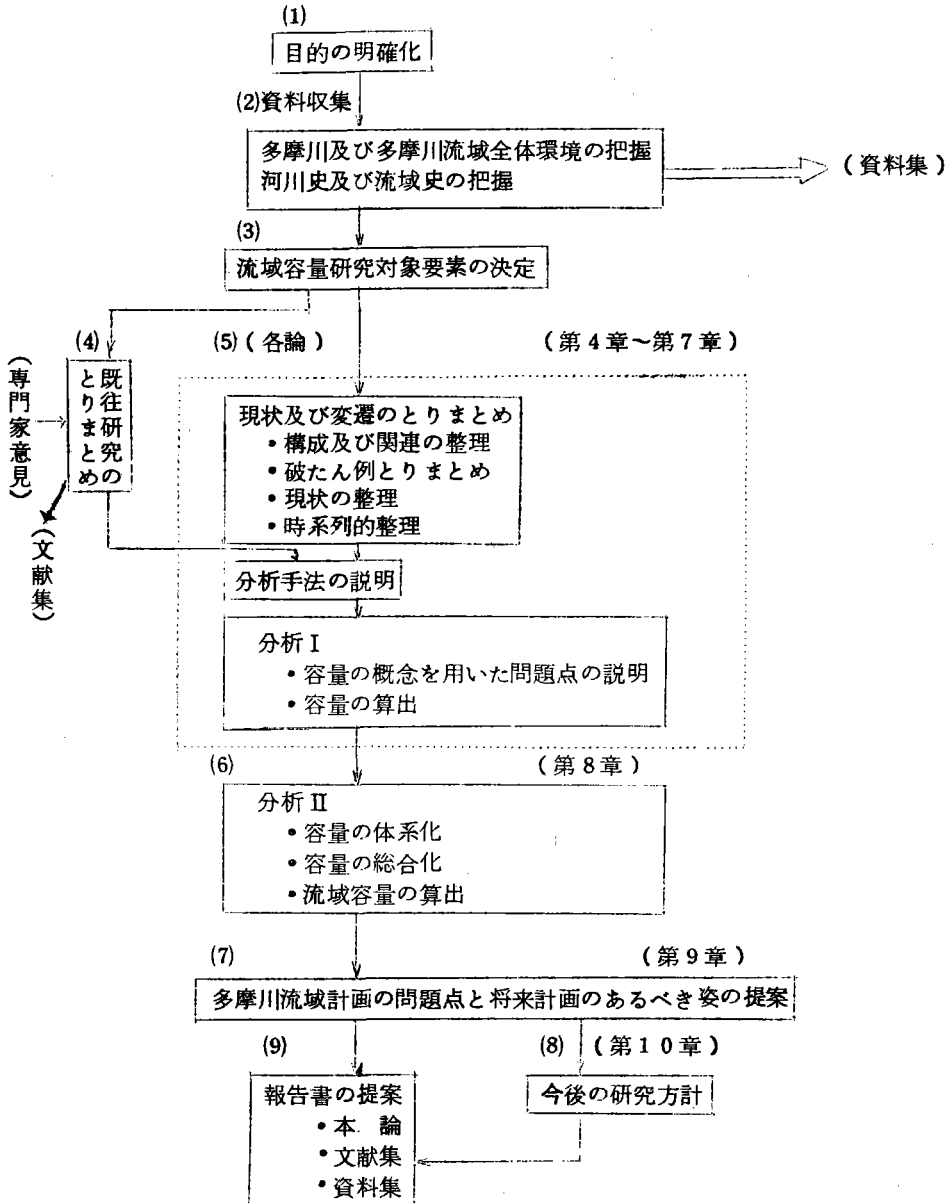 (1)
目的の明確化
(2)資料収集
多摩川及び多摩川流域全体環境の把握
河川史及び流域史の把握
(資料集)
(3)
流域容量研究対象要素の決定
(4)
既往研究の
とりまとめ
(専門家意見)
(文献集)
(5)(各論)
(第4章~第7章)
現状及び変遷のとりまとめ
•構成及び関連の整理
•破たん例とりまとめ
•現状の整理
•時系列的整理
分析手法の説明
分析Ⅰ
•容量の概念を用いた問題点の説明
•容量の算出
(6)
(第8章)
分析Ⅱ
•容量の体系化
•容量の総合化
•流域容量の算出
(7)
(第9章)
多摩川流域計画の問題点と将来計画のあるべき姿の提案
(9)
(8)
(第10章)
報告書の提案
•本論
•文献集
•資料集
今後の研究方計